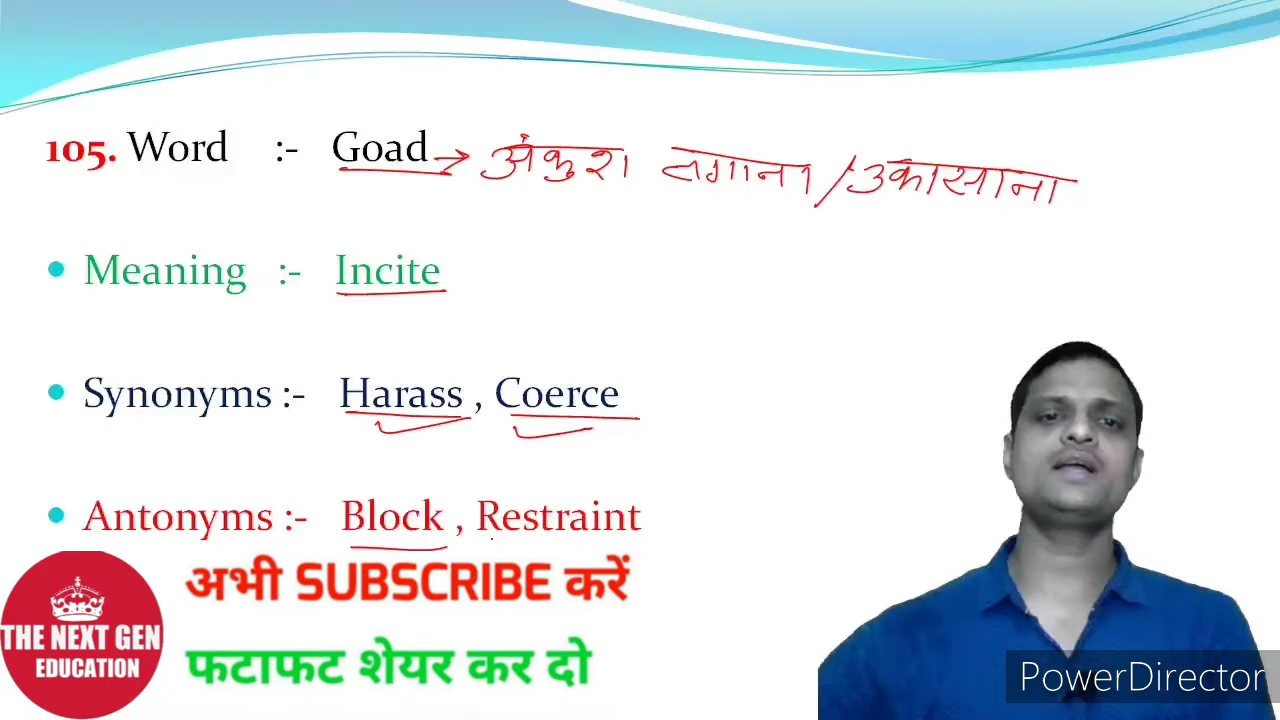 105. Word :- Goad → अंकुश लगाना / उकासाना
Meaning :- Incite
Synonyms :- Harass , Coerce
Antonyms :- Block , Restraint
अभी SUBSCRIBE करें
फटाफट शेयर कर दो
THE NEXT GEN
EDUCATION
PowerDirector